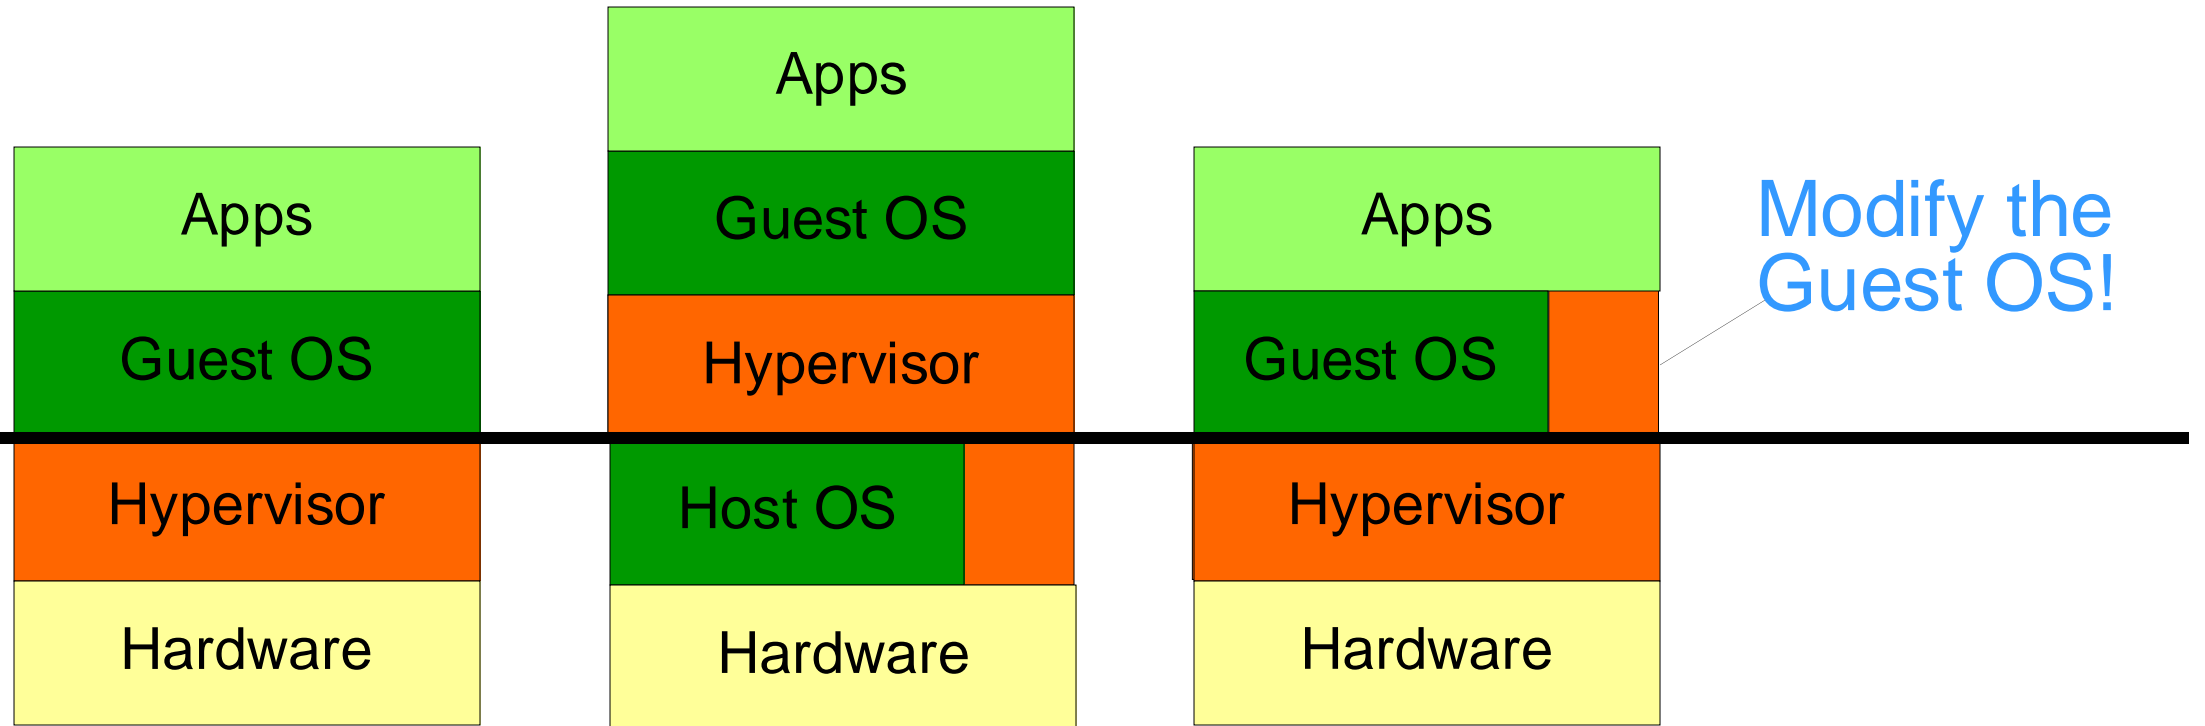 Apps
Guest OS
Hypervisor
Hardware
Apps
Guest OS
Hypervisor
Host OS
Hardware
Apps
Guest OS
Hypervisor
Hardware
Modify the
Guest OS!